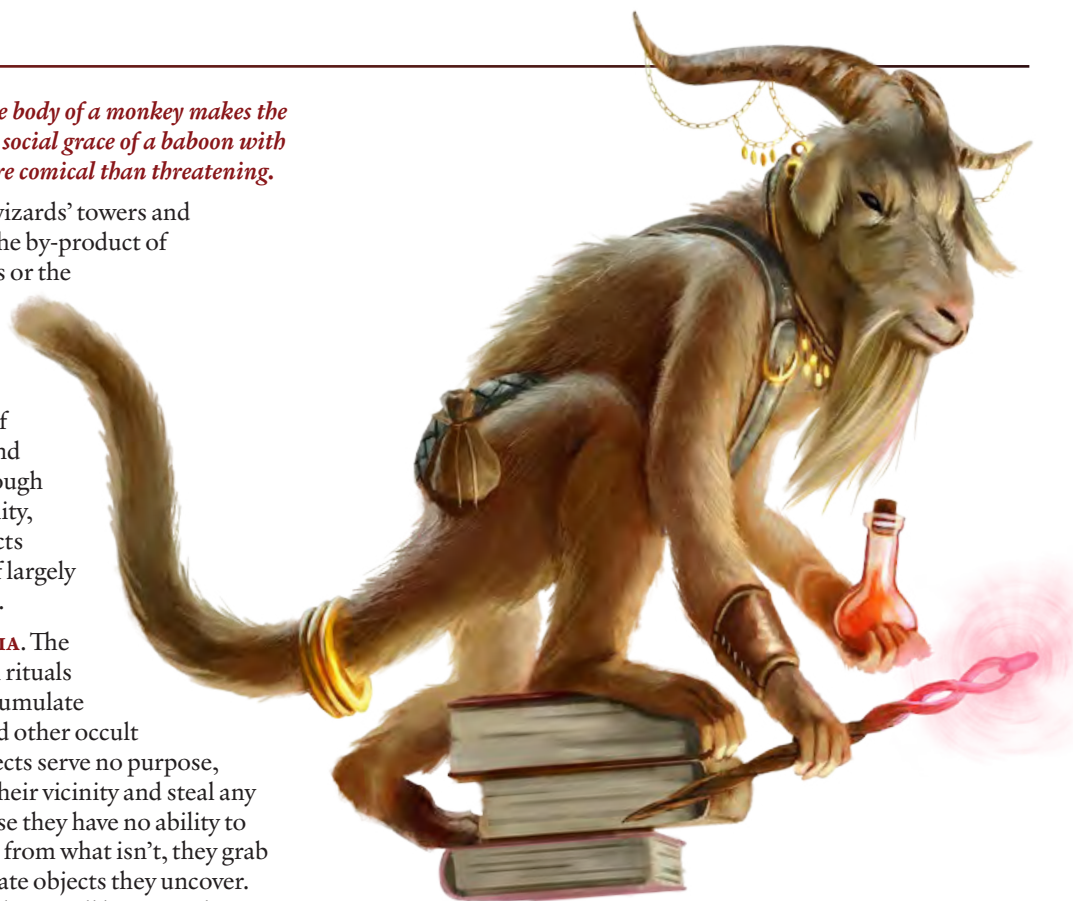 e body of a monkey makes the
social grace of a baboon with
re comical than threatening.
wizards’ towers and
he by-product of
s or the
f
nd
ough
ity,
cts
f largely
.
IA. The
rituals
umulate
d other occult
ects serve no purpose,
heir vicinity and steal any
se they have no ability to
from what isn’t, they grab
ate objects they uncover.